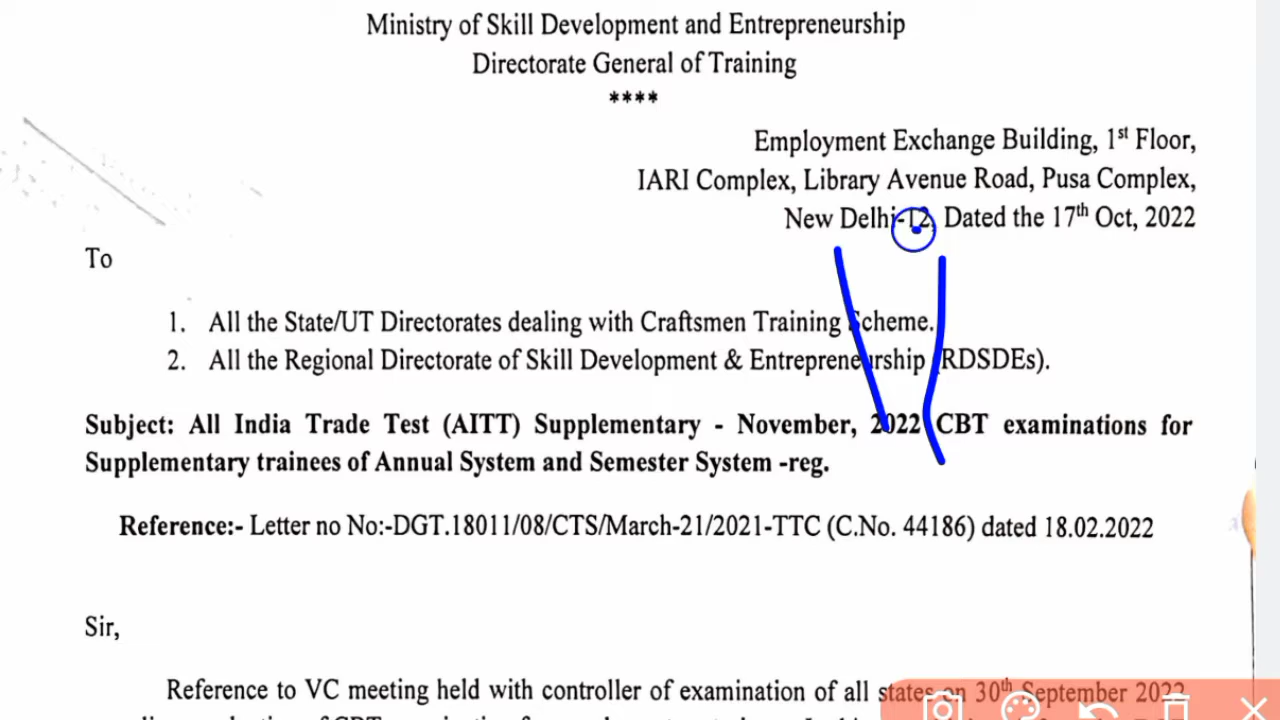 Ministry of Skill Development and Entrepreneurship
Directorate General of Training
****
Employment Exchange Building, 1st Floor,
IARI Complex, Library Avenue Road, Pusa Complex,
New Delhi-12, Dated the 17th Oct, 2022
To
1. All the State/UT Directorates dealing with Craftsmen Training Scheme.
2. All the Regional Directorate of Skill Development & Entrepreneurship (RDSDEs).
Subject: All India Trade Test (AITT) Supplementary - November, 2022 CBT examinations for
Supplementary trainees of Annual System and Semester System -reg.
Reference:- Letter no No:-DGT.18011/08/CTS/March-21/2021-TTC (C.No. 44186) dated 18.02.2022
Sir,
Reference to VC meeting held with controller of examination of all states on 30th September 2022